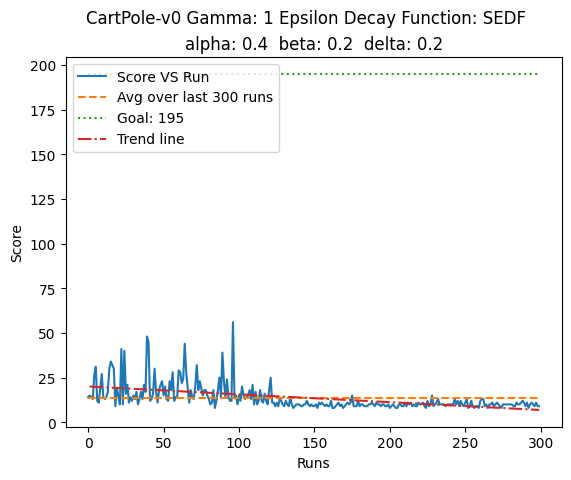 CartPole-v0 Gamma: 1 Epsilon Decay Function: SEDF
alpha: 0.4 beta: 0.2 delta: 0.2
Score VS Run
Avg over last 300 runs
Goal: 195
Trend line
200
175
150
125
100
75
50
25
0
Score
0 50 100 150 200 250 300
Runs